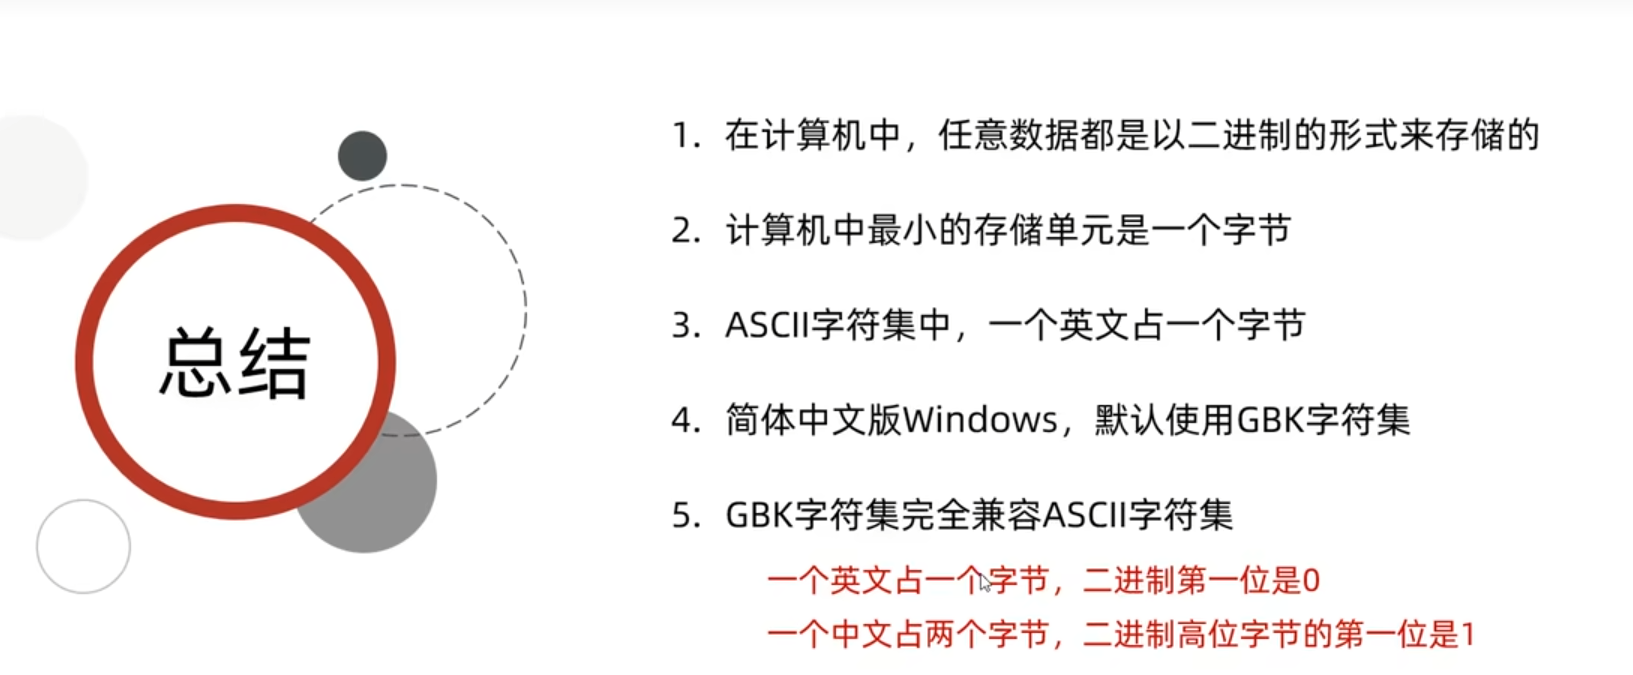 总结
1. 在计算机中，任意数据都是以二进制的形式来存储的
2. 计算机中最小的存储单元是一个字节
3. ASCII字符集中，一个英文占一个字节
4. 简体中文版Windows，默认使用GBK字符集
5. GBK字符集完全兼容ASCII字符集
一个英文占一个字节，二进制第一位是0
一个中文占两个字节，二进制高位字节的第一位是1